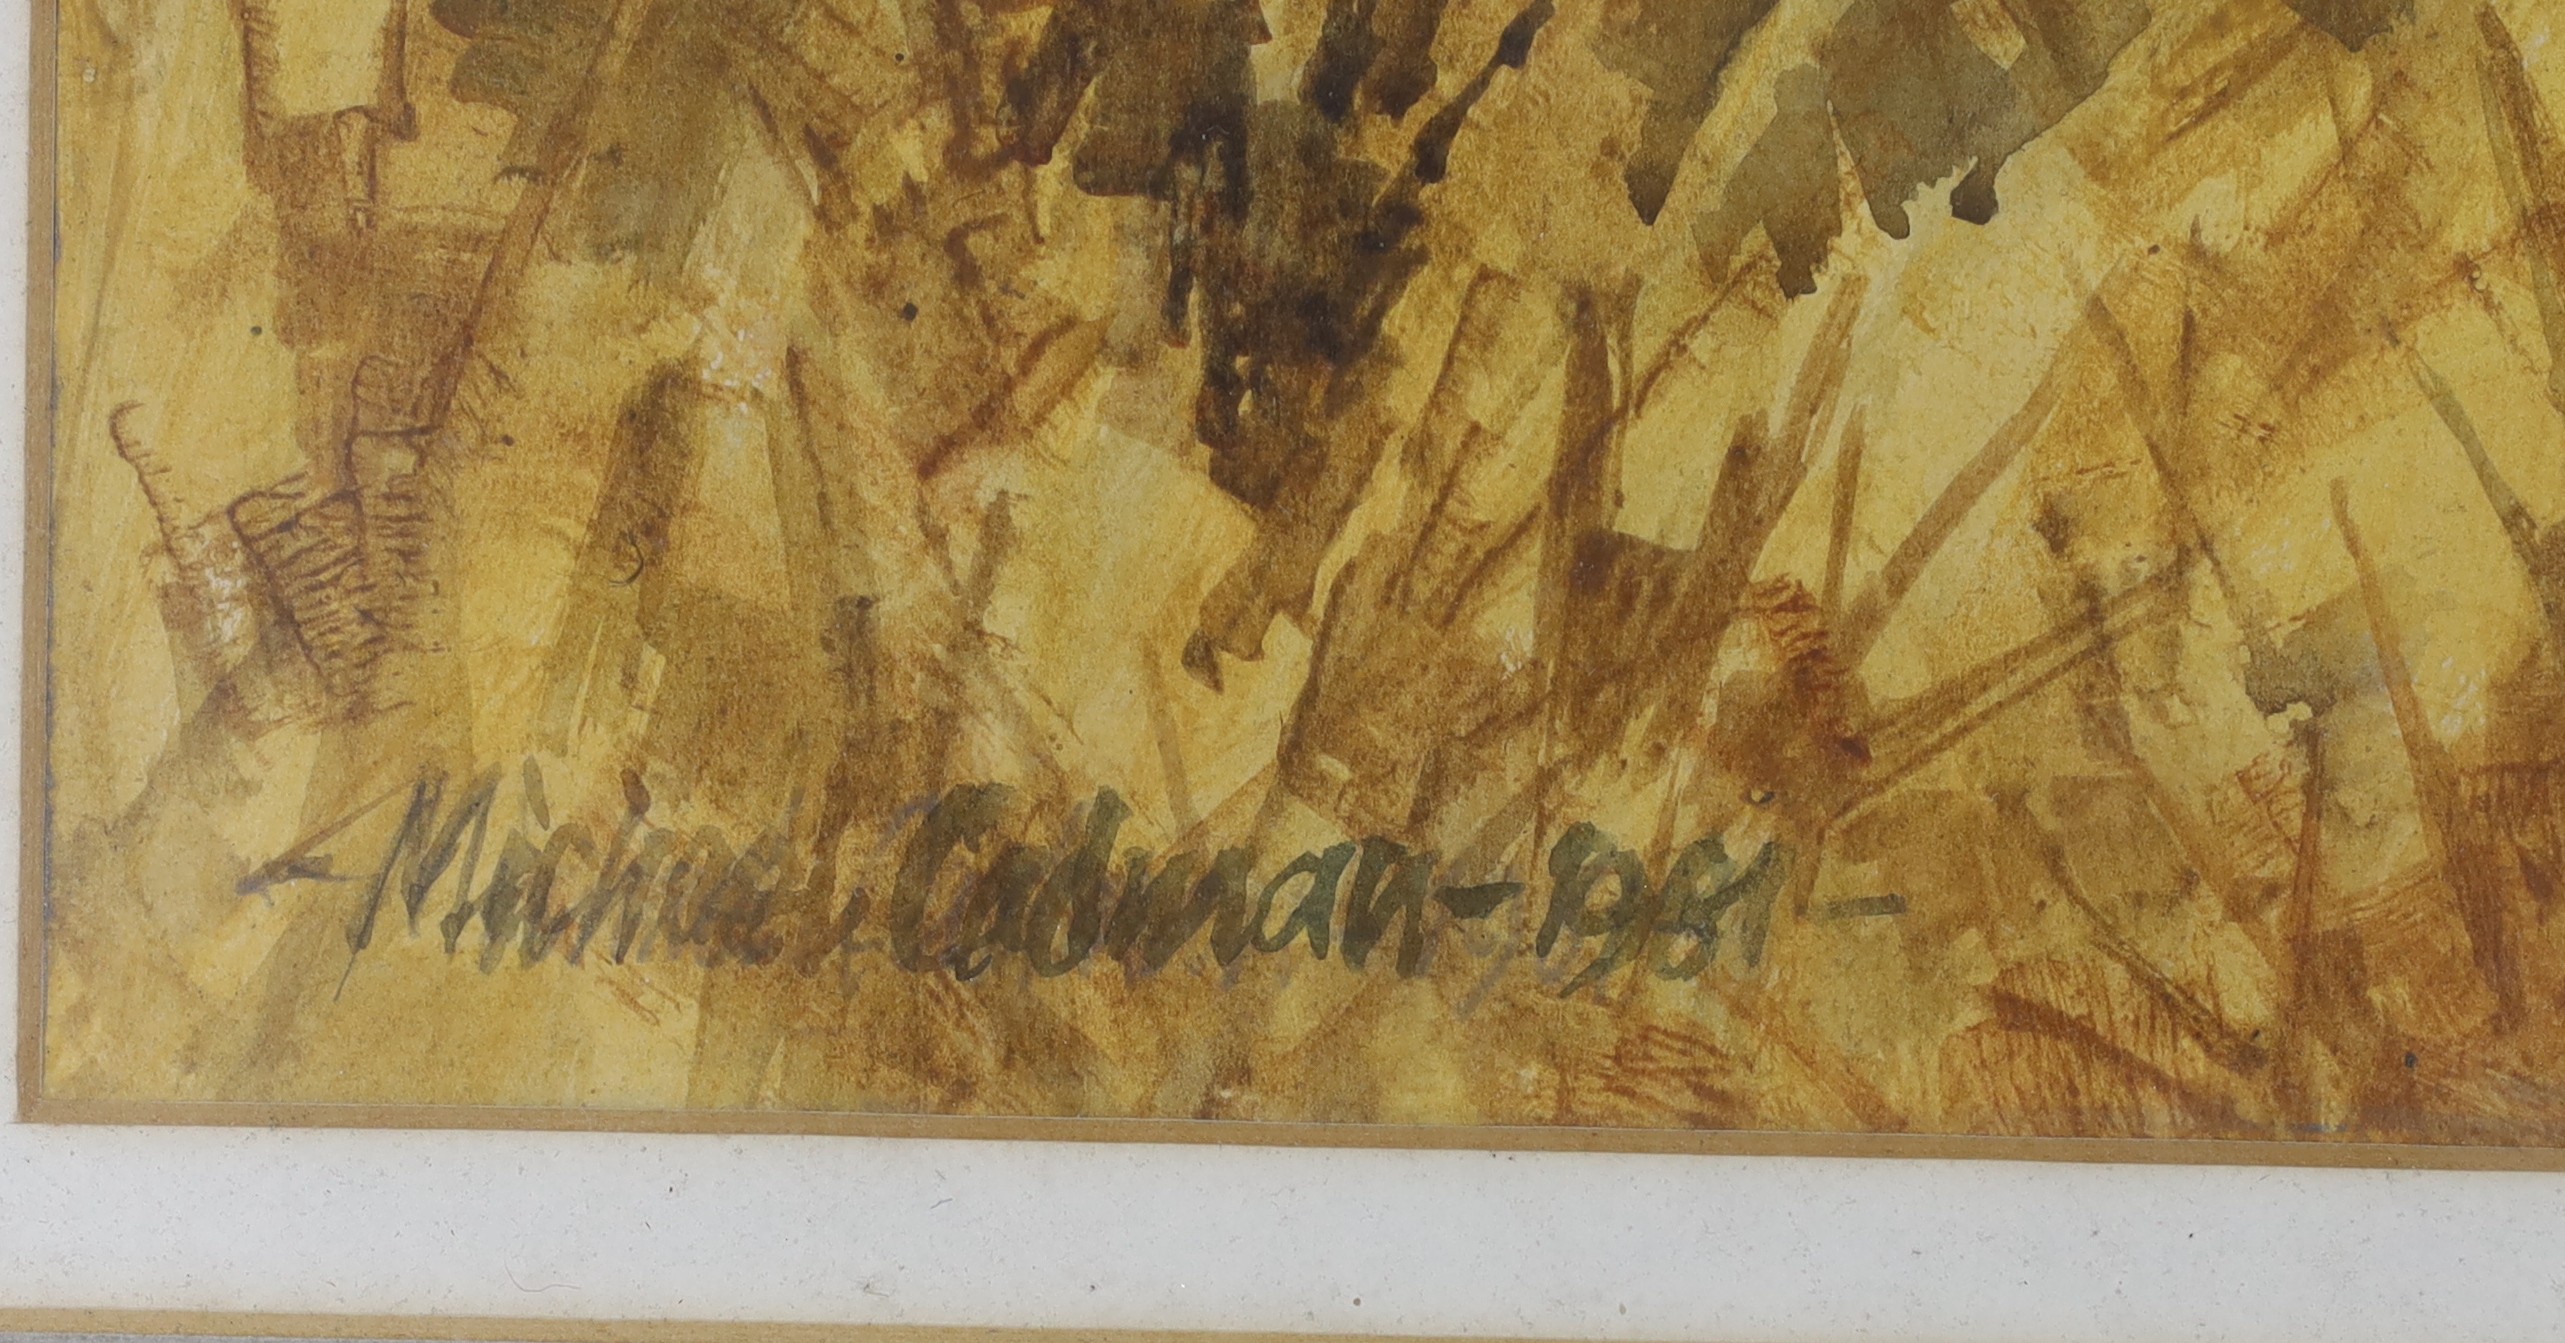 - Michael Cadman - 1981 -